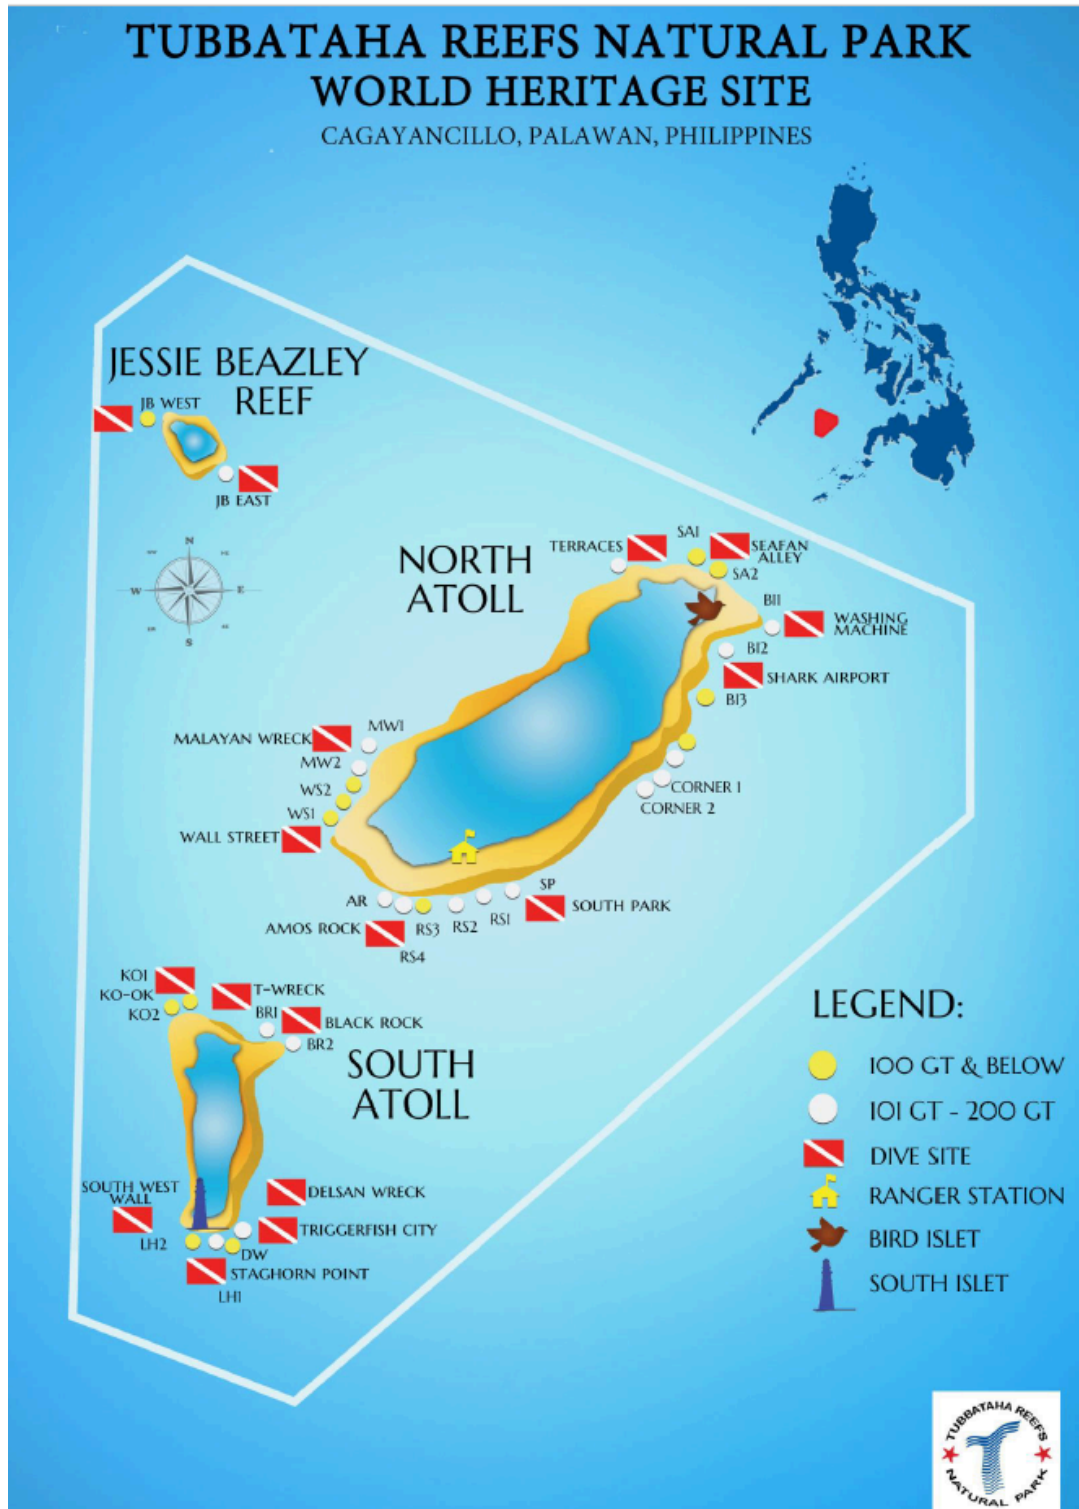 TUBBATAHA REEFS NATURAL PARK
WORLD HERITAGE SITE
CAGAYANCILLO, PALAWAN, PHILIPPINES
JESSIE BEAZLEY
REEF
JB WEST
JB EAST
N
W
E
S
NORTH
ATOLL
TERRACES
SA1
SEAFAN
ALLEY
SA2
BI1
WASHING
MACHINE
BI2
SHARK AIRPORT
BI3
MW1
MALAYAN WRECK
MW2
WS2
WS1
WALL STREET
CORNER 1
CORNER 2
AR
SP
SOUTH PARK
AMOS ROCK
RS3
RS2
RS1
RS4
KO1
KO-OK
KO2
T-WRECK
BR1
BLACK ROCK
BR2
SOUTH
ATOLL
SOUTH WEST
WALL
DELSAN WRECK
TRIGGERFISH CITY
LH2
DW
STAGHORN POINT
LH1
LEGEND:
100 GT & BELOW
101 GT - 200 GT
DIVE SITE
RANGER STATION
BIRD ISLET
SOUTH ISLET
TUBBATAHA REEFS
NATURAL PARK